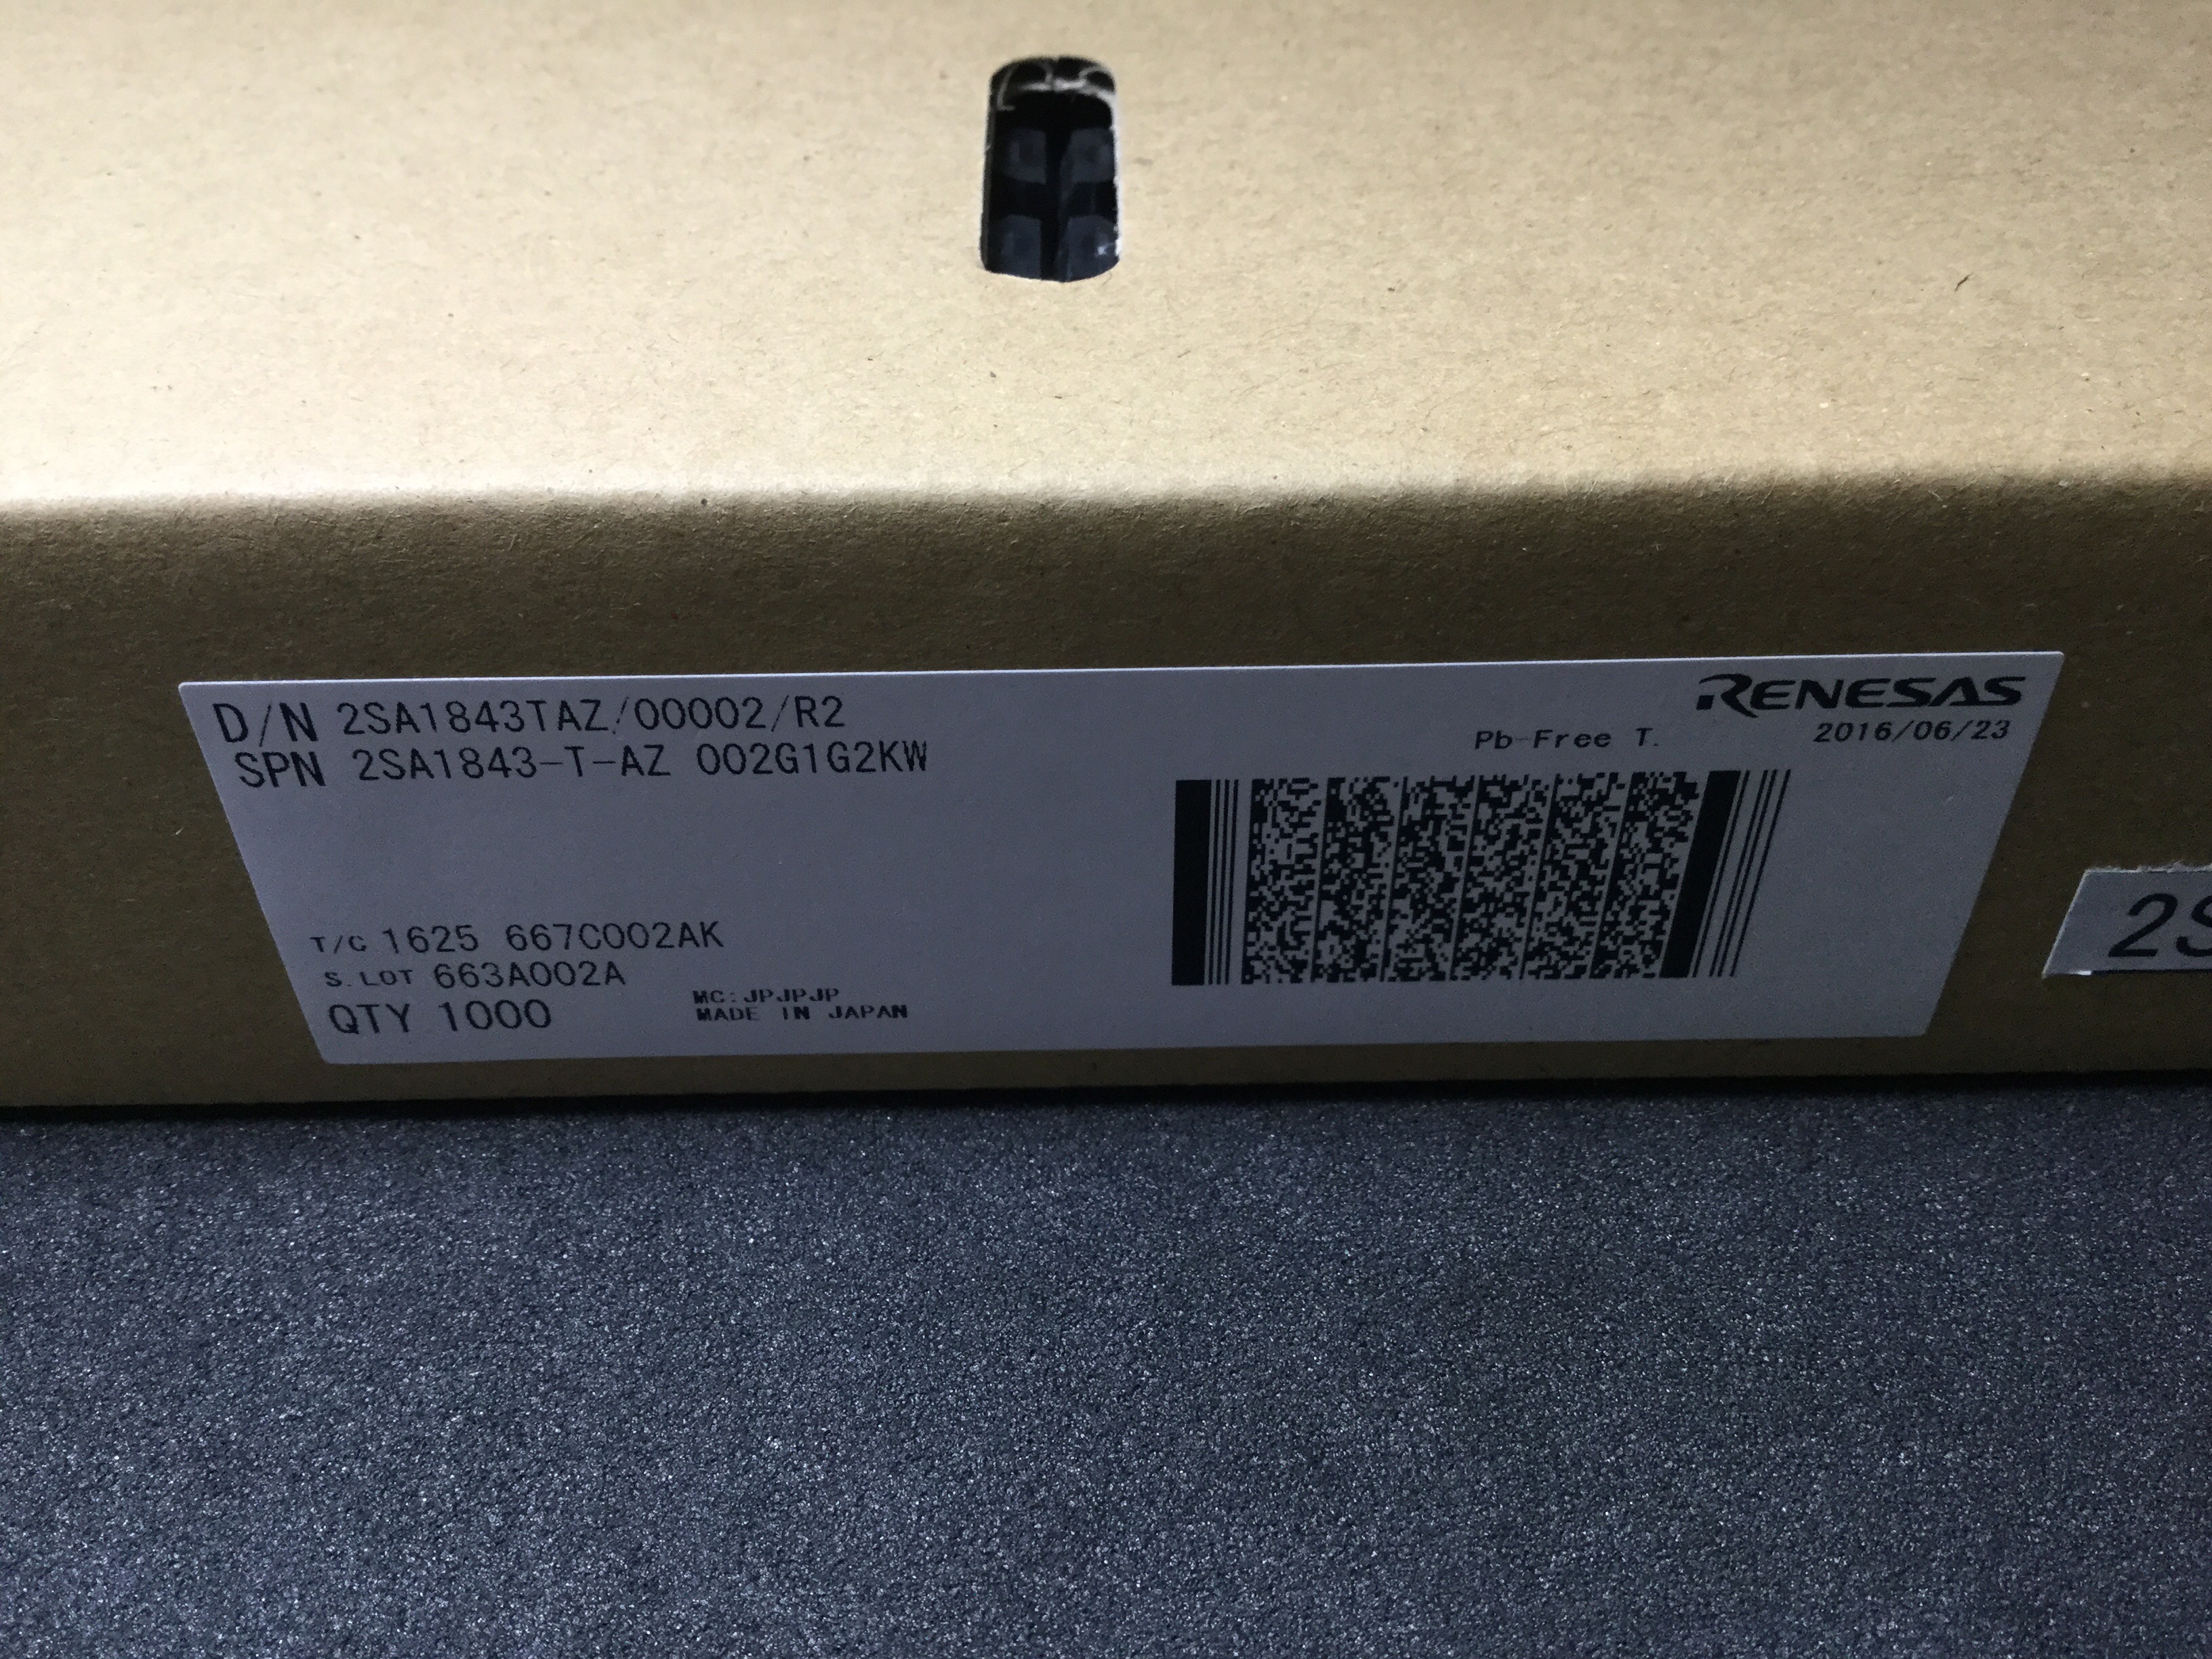 D/N 2SA1843TAZ/00002/R2
SPN 2SA1843-T-AZ 002G1G2KW
RENESAS
Pb-Free T.
2016/06/23
T/C 1625 667C002AK
S.LOT 663A002A
QTY 1000
MC:JPJPJP
MADE IN JAPAN